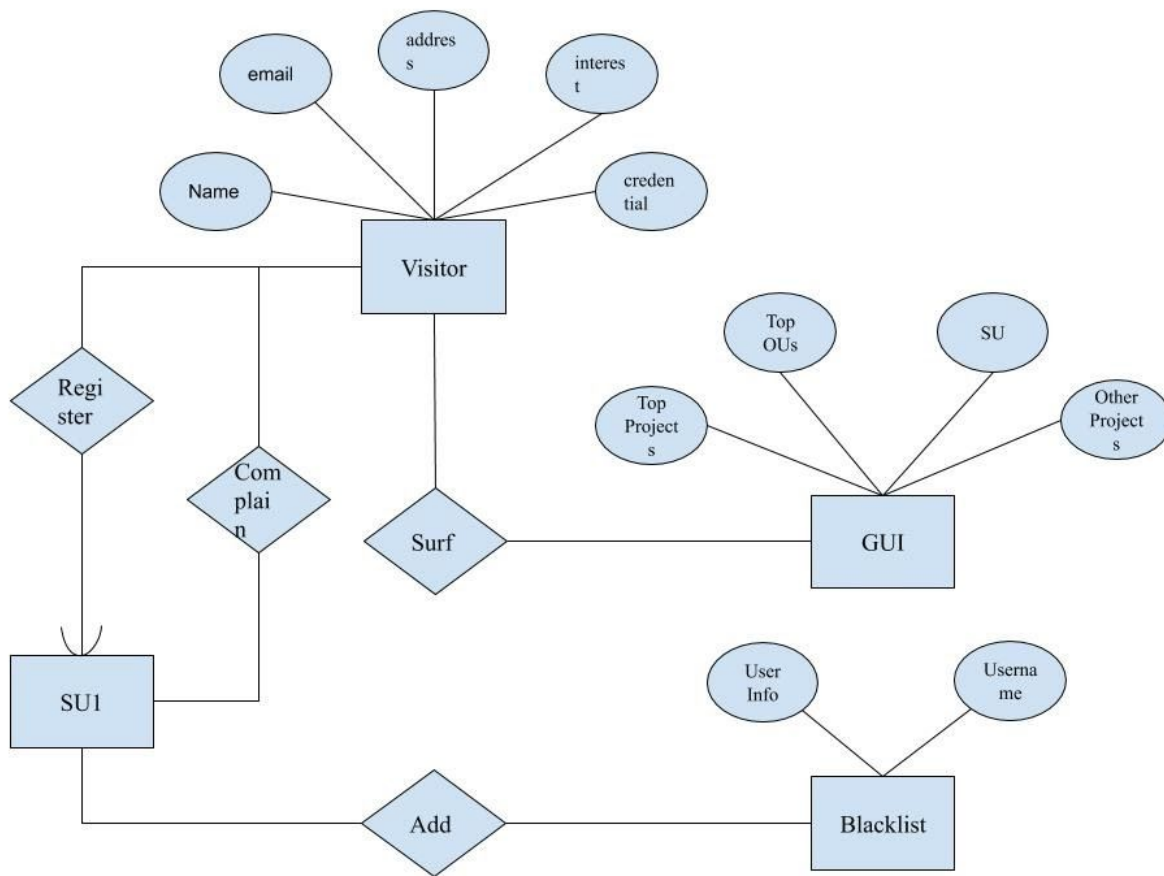 addres
s
email
interes
t
Name
creden
tial
Visitor
Top
OUs
SU
Regi
ster
Top
Project
s
Other
Project
s
Com
plai
n
Surf
GUI
User
Info
Userna
me
SU1
Add
Blacklist